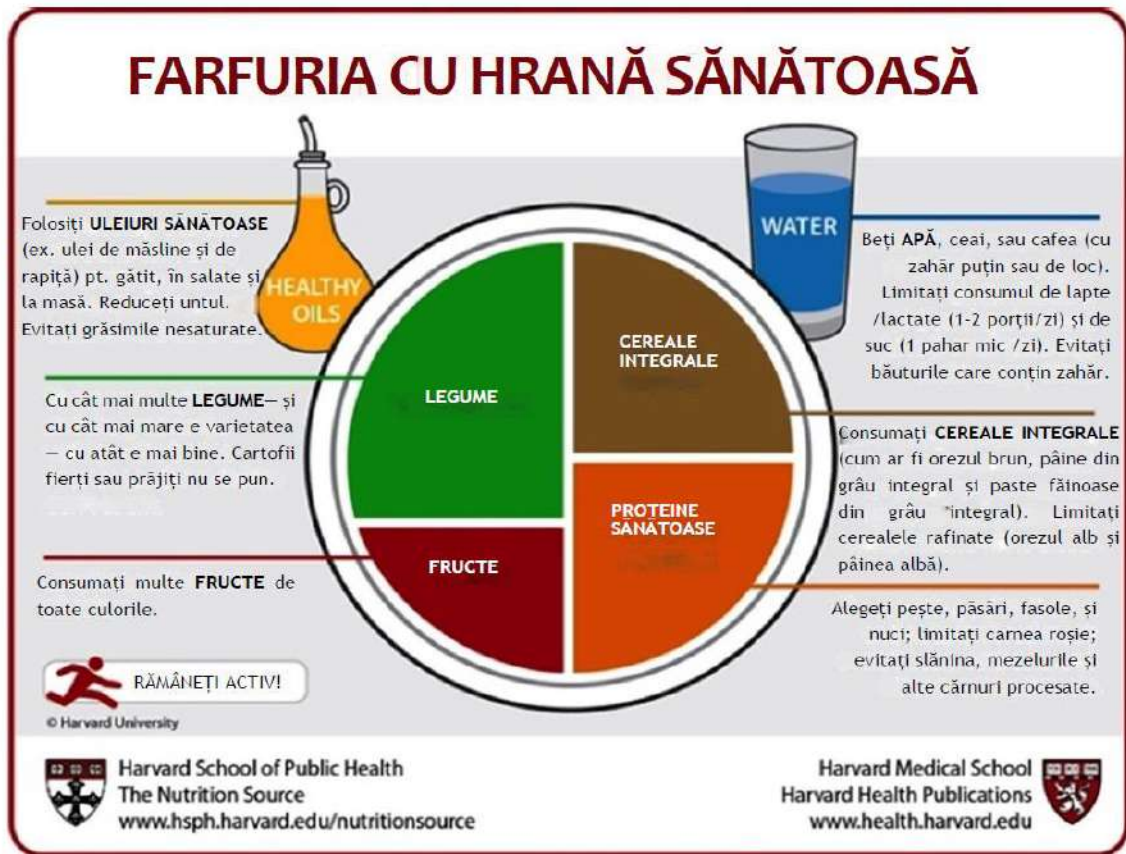 FARFURIA CU HRANĂ SĂNĂTOASĂ
Folosiți ULEIURI SĂNĂTOASE
(ex. ulei de măsline și de
rapiță) pt. gătit, în salate și
la masă. Reduceți untul.
Evitați grăsimile nesaturate.
HEALTHY
OILS
Cu cât mai multe LEGUME— și
cu cât mai mare e varietatea
— cu atât e mai bine. Cartofii
fierți sau prăjiți nu se pun.
Consumați multe FRUCTE de
toate culorile.
LEGUME
FRUCTE
CEREALE
INTEGRALE
PROTEINE
SĂNĂTOASE
WATER
Beți APĂ, ceai, sau cafea (cu
zahăr puțin sau de loc).
Limitați consumul de lapte
/lactate (1-2 porții/zi) și de
suc (1 pahar mic /zi). Evitați
băuturile care conțin zahăr.
Consumați CEREALE INTEGRALE
(cum ar fi orezul brun, pâine din
grâu integral și paste făinoase
din grâu integral). Limitați
cerealele rafinate (orezul alb și
pâinea albă).
Alegeți pește, păsări, fasole, și
nuci; limitați carnea roșie;
evitați slănina, mezelurile și
alte cărnuri procesate.
RĂMÂNEȚI ACTIV!
© Harvard University
Harvard School of Public Health
The Nutrition Source
www.hsph.harvard.edu/nutritionsource
Harvard Medical School
Harvard Health Publications
www.health.harvard.edu